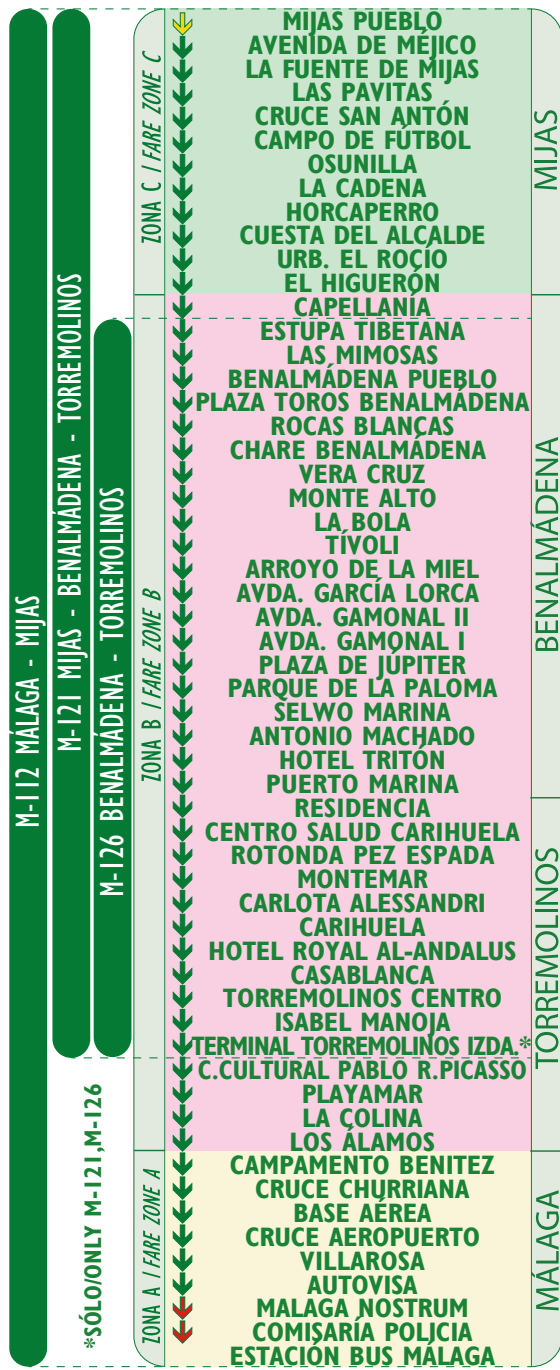 M-112 MÁLAGA - MIJAS
M-121 MIJAS - BENALMÁDENA - TORREMOLINOS
M-126 BENALMÁDENA - TORREMOLINOS
*SÓLO/ONLY M-121,M-126
ZONA C / FARE ZONE C
ZONA B / FARE ZONE B
ZONA A / FARE ZONE A
MIJAS PUEBLO
AVENIDA DE MÉJICO
LA FUENTE DE MIJAS
LAS PAVITAS
CRUCE SAN ANTÓN
CAMPO DE FÚTBOL
OSUNILLA
LA CADENA
HORCAPERRO
CUESTA DEL ALCALDE
URB. EL ROCÍO
EL HIGUERÓN
CAPELLANÍA
ESTUPA TIBETANA
LAS MIMOSAS
BENALMÁDENA PUEBLO
PLAZA TOROS BENALMÁDENA
ROCAS BLANCAS
CHARE BENALMÁDENA
VERA CRUZ
MONTE ALTO
LA BOLA
TÍVOLI
ARROYO DE LA MIEL
AVDA. GARCÍA LORCA
AVDA. GAMONAL II
AVDA. GAMONAL I
PLAZA DE JÚPITER
PARQUE DE LA PALOMA
SELWO MARINA
ANTONIO MACHADO
HOTEL TRITÓN
PUERTO MARINA
RESIDENCIA
CENTRO SALUD CARIHUELA
ROTONDA PEZ ESPADA
MONTEMAR
CARLOTA ALESSANDRI
CARIHUELA
HOTEL ROYAL AL-ANDALUS
CASABLANCA
TORREMOLINOS CENTRO
ISABEL MANOJA
TERMINAL TORREMOLINOS IZDA.*
C.CULTURAL PABLO R.PICASSO
PLAYAMAR
LA COLINA
LOS ÁLAMOS
CAMPAMENTO BENITEZ
CRUCE CHURRIANA
BASE AÉREA
CRUCE AEROPUERTO
VILLAROSA
AUTOVISA
MALAGA NOSTRUM
COMISARÍA POLICIA
ESTACIÓN BUS MÁLAGA
MIJAS
BENALMÁDENA
TORREMOLINOS
MÁLAGA